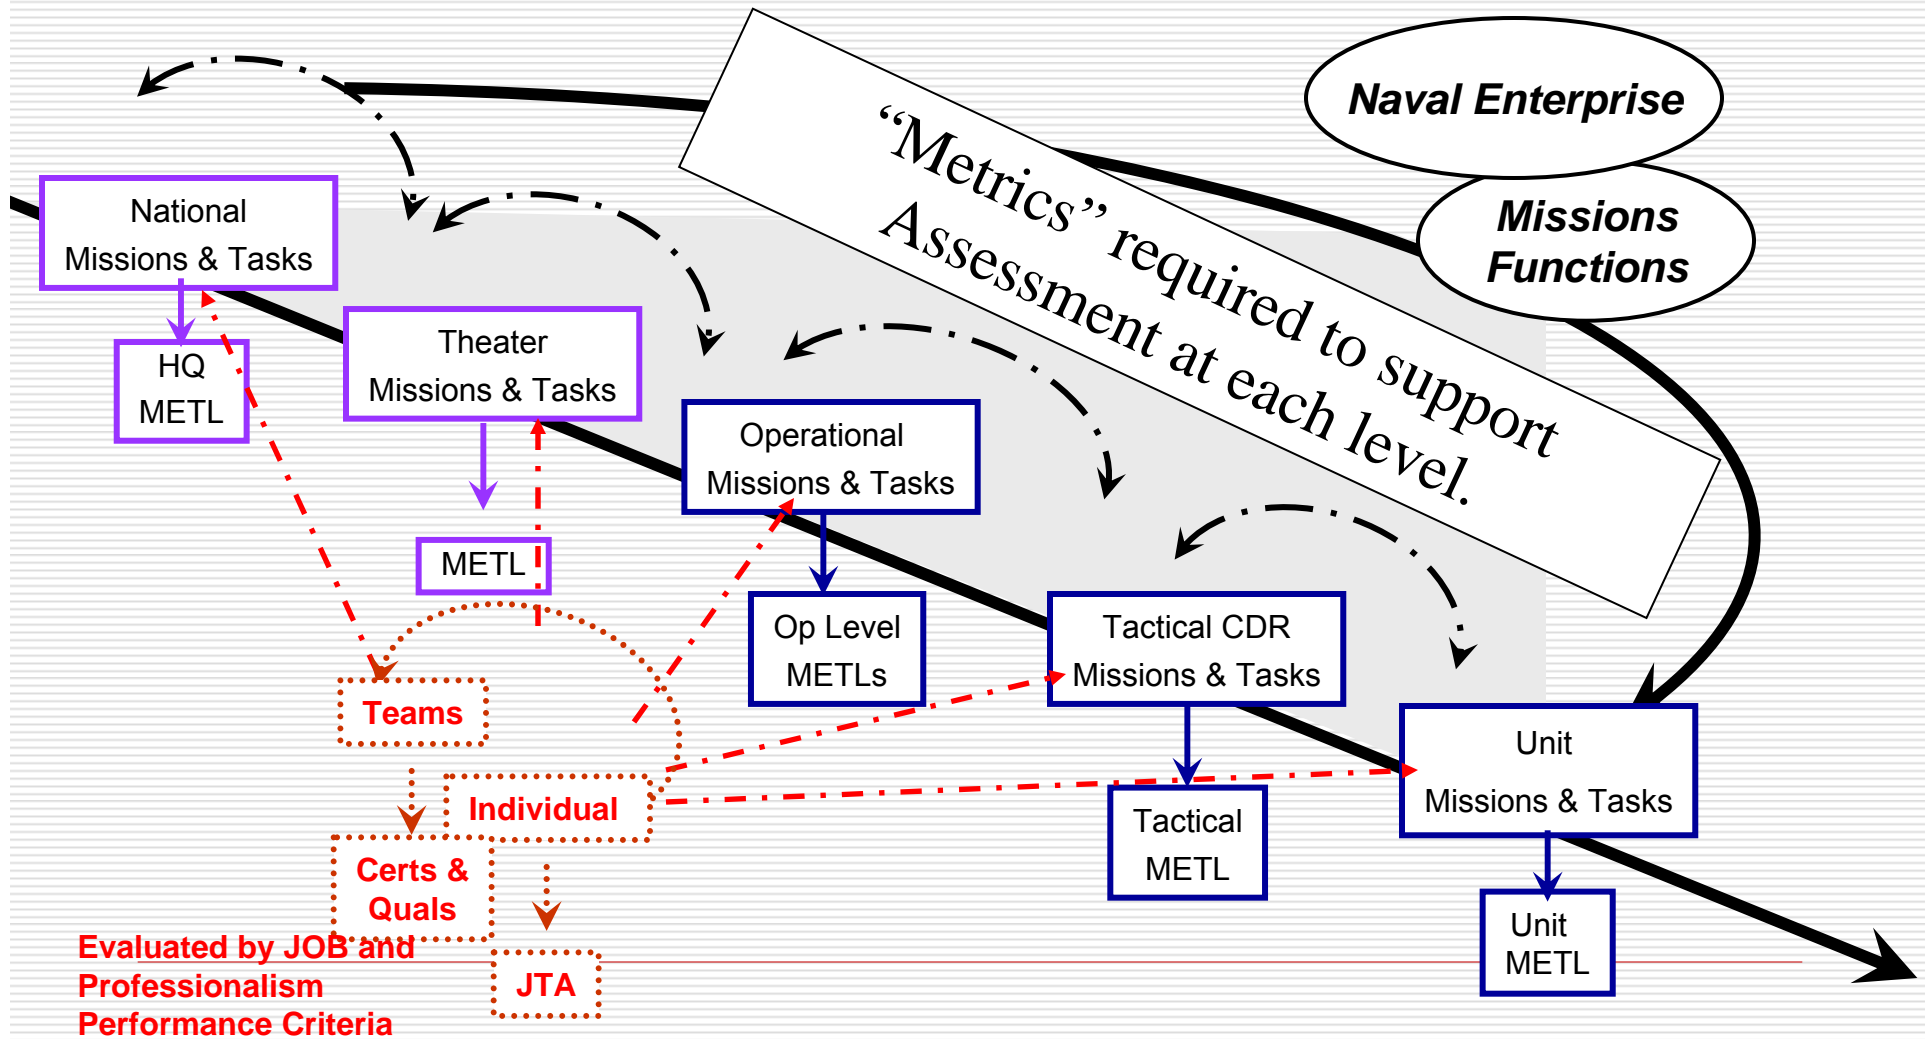 Naval Enterprise
Missions
Functions
“Metrics” required to support
Assessment at each level.
National
Missions & Tasks
HQ
METL
Theater
Missions & Tasks
METL
Operational
Missions & Tasks
Op Level
METLs
Tactical CDR
Missions & Tasks
Tactical
METL
Unit
Missions & Tasks
Unit
METL
Teams
Individual
Certs &
Quals
JTA
Evaluated by JOB and
Professionalism
Performance Criteria